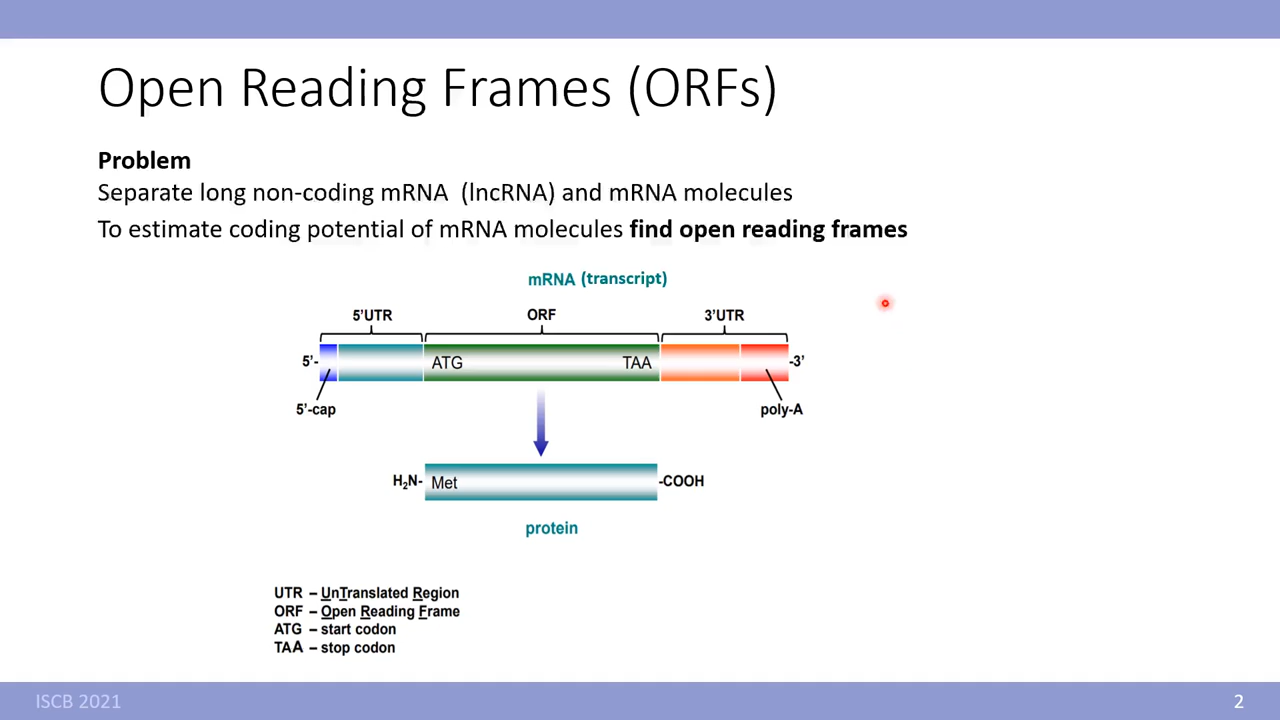 Open Reading Frames (ORFs)
Problem
Separate long non-coding mRNA (lncRNA) and mRNA molecules
To estimate coding potential of mRNA molecules find open reading frames
mRNA (transcript)
5'UTR ORF 3'UTR
5'- ATG TAA -3'
5'-cap poly-A
H₂N- Met -COOH
protein
UTR – UnTranslated Region
ORF – Open Reading Frame
ATG – start codon
TAA – stop codon
ISCB 2021 2